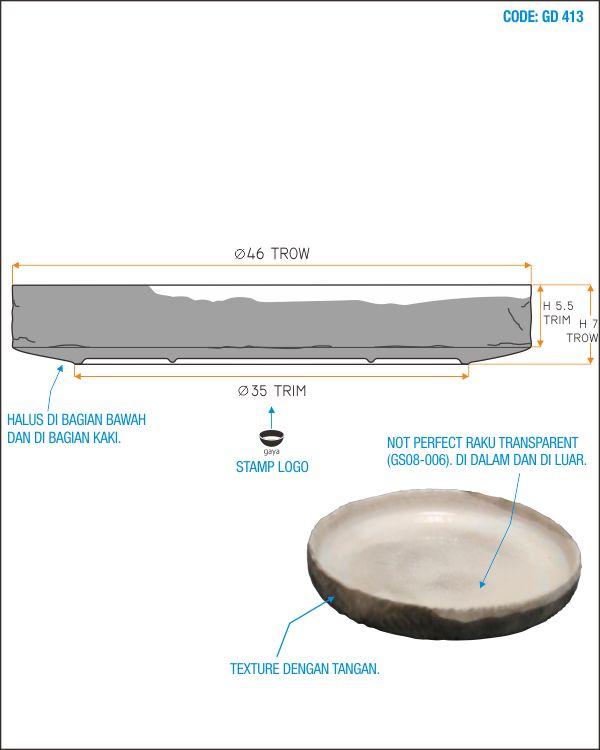 CODE: GD 413
∅46 TROW
H 5.5
TRIM
H 7
TROW
∅35 TRIM
HALUS DI BAGIAN BAWAH
DAN DI BAGIAN KAKI.
gaya
STAMP LOGO
NOT PERFECT RAKU TRANSPARENT
(GS08-006). DI DALAM DAN DI LUAR.
TEXTURE DENGAN TANGAN.